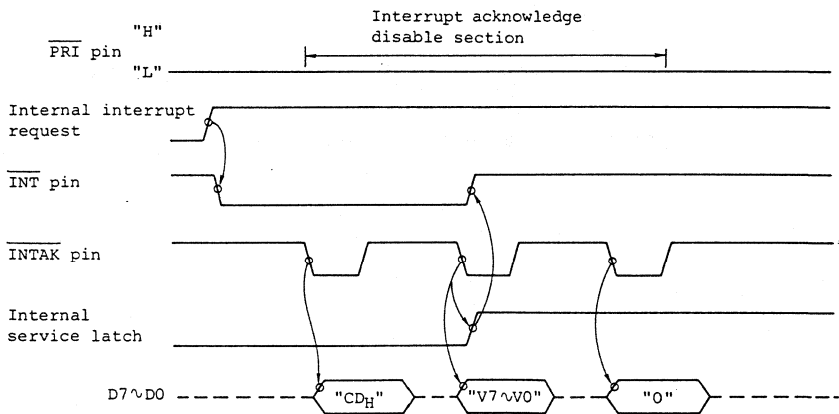 Interrupt acknowledge
disable section
"H"
PRI pin
"L"
Internal interrupt
request
INT pin
INTAK pin
Internal
service latch
D7~D0
"CDH"
"V7~V0"
"0"